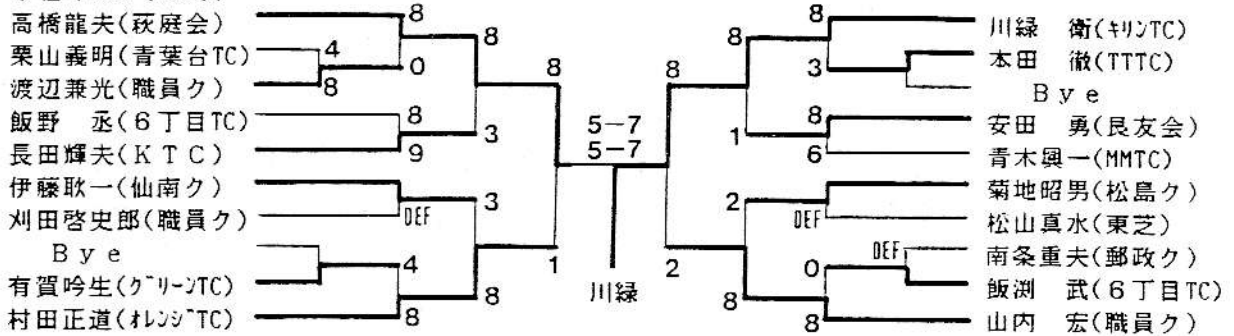 高橋龍夫(萩庭会)
栗山義明(青葉台TC)
渡辺兼光(職員ク)
飯野 丞(6丁目TC)
長田輝夫(KTC)
伊藤耿一(仙南ク)
刈田啓史郎(職員ク)
Bye
有賀吟生(グリーンTC)
村田正道(オレンジTC)
8
4
8
0
8
8
9
3
8
DEF
3
4
8
8
1
5-7
5-7
川緑
8
2
8
1
2
8
8
3
8
6
DEF
DEF
0
8
川緑 衛(キリンTC)
本田 徹(TTTC)
Bye
安田 勇(良友会)
青木興一(MMTC)
菊地昭男(松島ク)
松山真水(東芝)
南条重夫(郵政ク)
飯渕 武(6丁目TC)
山内 宏(職員ク)